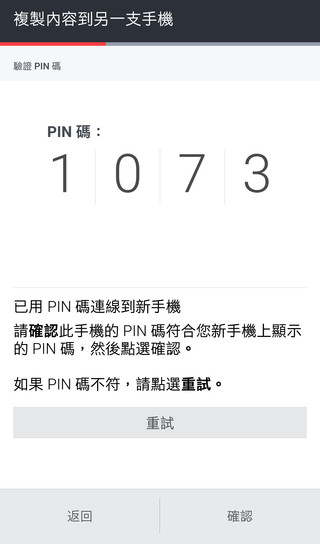 複製內容到另一支手機
驗證 PIN 碼
PIN 碼：
1 0 7 3
已用 PIN 碼連線到新手機
請確認此手機的 PIN 碼符合您新手機上顯示
的 PIN 碼，然後點選確認。
如果 PIN 碼不符，請點選重試。
重試
返回
確認